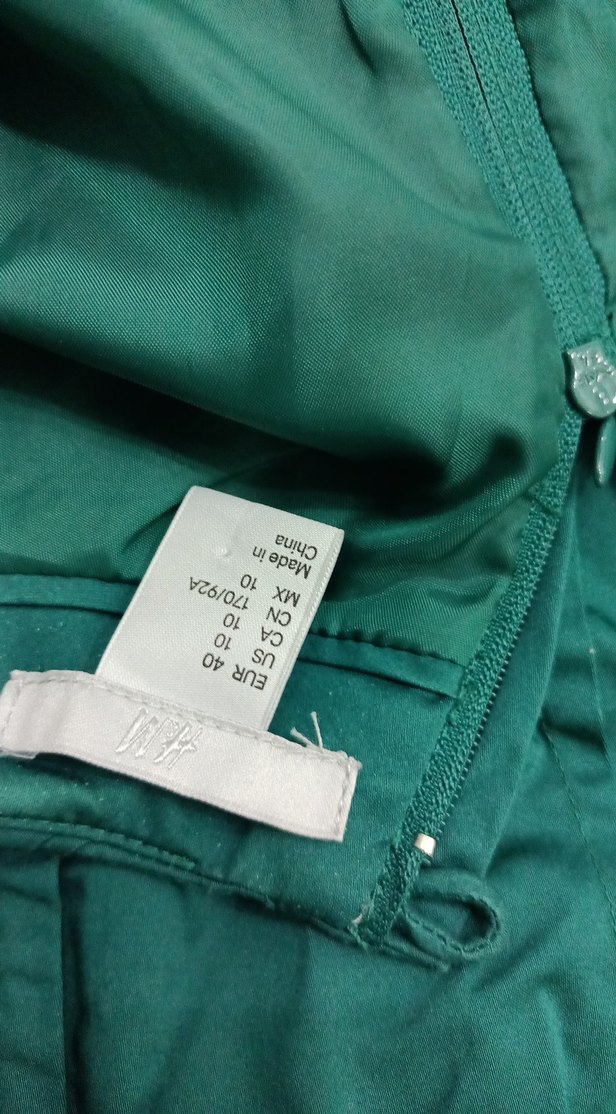 H&M
EUR 40
US 10
CA 10
CN 170/92A
MX 10
Made in
China